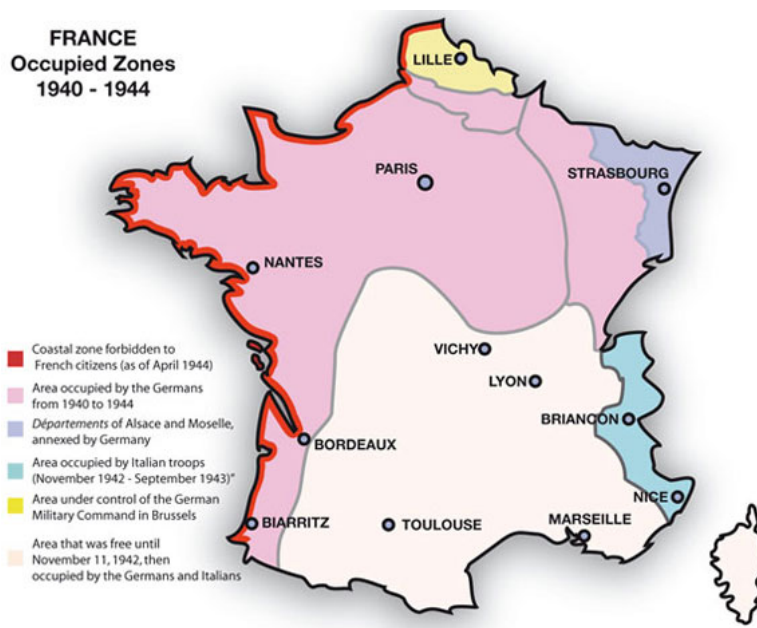 FRANCE
Occupied Zones
1940 - 1944
LILLE
PARIS
STRASBOURG
NANTES
VICHY
LYON
BRIANCON
BORDEAUX
NICE
BIARRITZ
TOULOUSE
MARSEILLE
Coastal zone forbidden to
French citizens (as of April 1944)
Area occupied by the Germans
from 1940 to 1944
Départements of Alsace and Moselle,
annexed by Germany
Area occupied by Italian troops
(November 1942 - September 1943)"
Area under control of the German
Military Command in Brussels
Area that was free until
November 11, 1942, then
occupied by the Germans and Italians